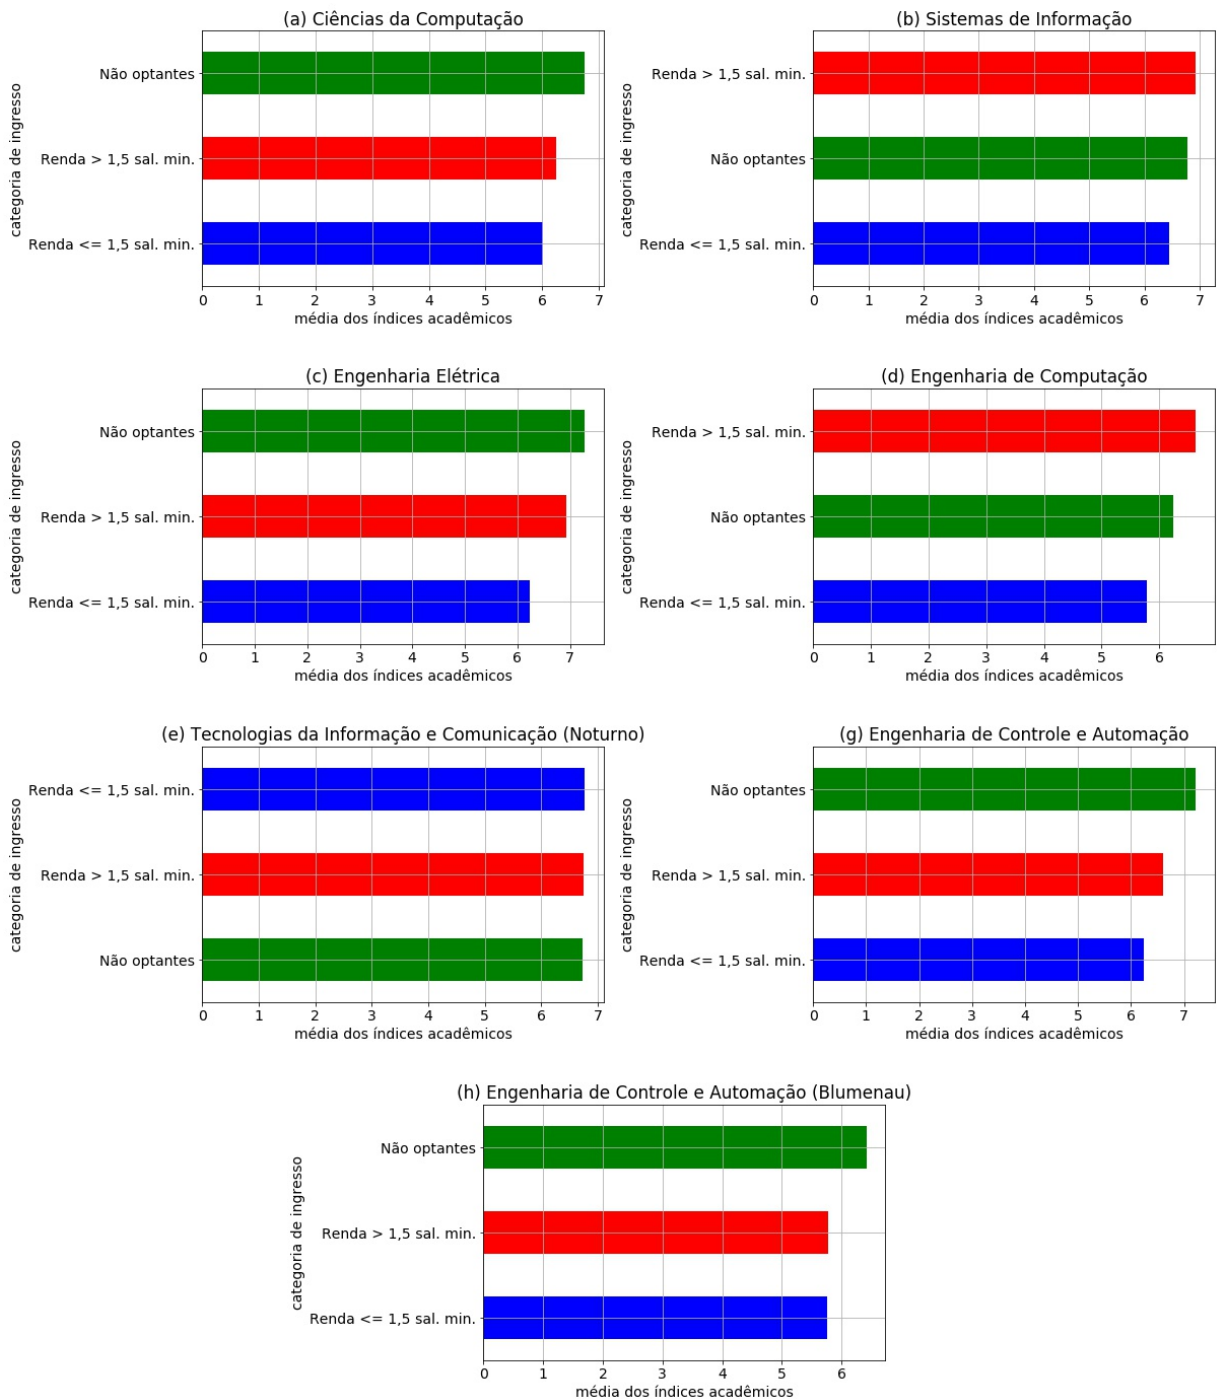 (a) Ciências da Computação
categoria de ingresso
Não optantes
Renda > 1,5 sal. min.
Renda <= 1,5 sal. min.
0 1 2 3 4 5 6 7
média dos índices acadêmicos
(b) Sistemas de Informação
categoria de ingresso
Renda > 1,5 sal. min.
Não optantes
Renda <= 1,5 sal. min.
0 1 2 3 4 5 6 7
média dos índices acadêmicos
(c) Engenharia Elétrica
categoria de ingresso
Não optantes
Renda > 1,5 sal. min.
Renda <= 1,5 sal. min.
0 1 2 3 4 5 6 7
média dos índices acadêmicos
(d) Engenharia de Computação
categoria de ingresso
Renda > 1,5 sal. min.
Não optantes
Renda <= 1,5 sal. min.
0 1 2 3 4 5 6
média dos índices acadêmicos
(e) Tecnologias da Informação e Comunicação (Noturno)
categoria de ingresso
Renda <= 1,5 sal. min.
Renda > 1,5 sal. min.
Não optantes
0 1 2 3 4 5 6 7
média dos índices acadêmicos
(g) Engenharia de Controle e Automação
categoria de ingresso
Não optantes
Renda > 1,5 sal. min.
Renda <= 1,5 sal. min.
0 1 2 3 4 5 6 7
média dos índices acadêmicos
(h) Engenharia de Controle e Automação (Blumenau)
categoria de ingresso
Não optantes
Renda > 1,5 sal. min.
Renda <= 1,5 sal. min.
0 1 2 3 4 5 6
média dos índices acadêmicos